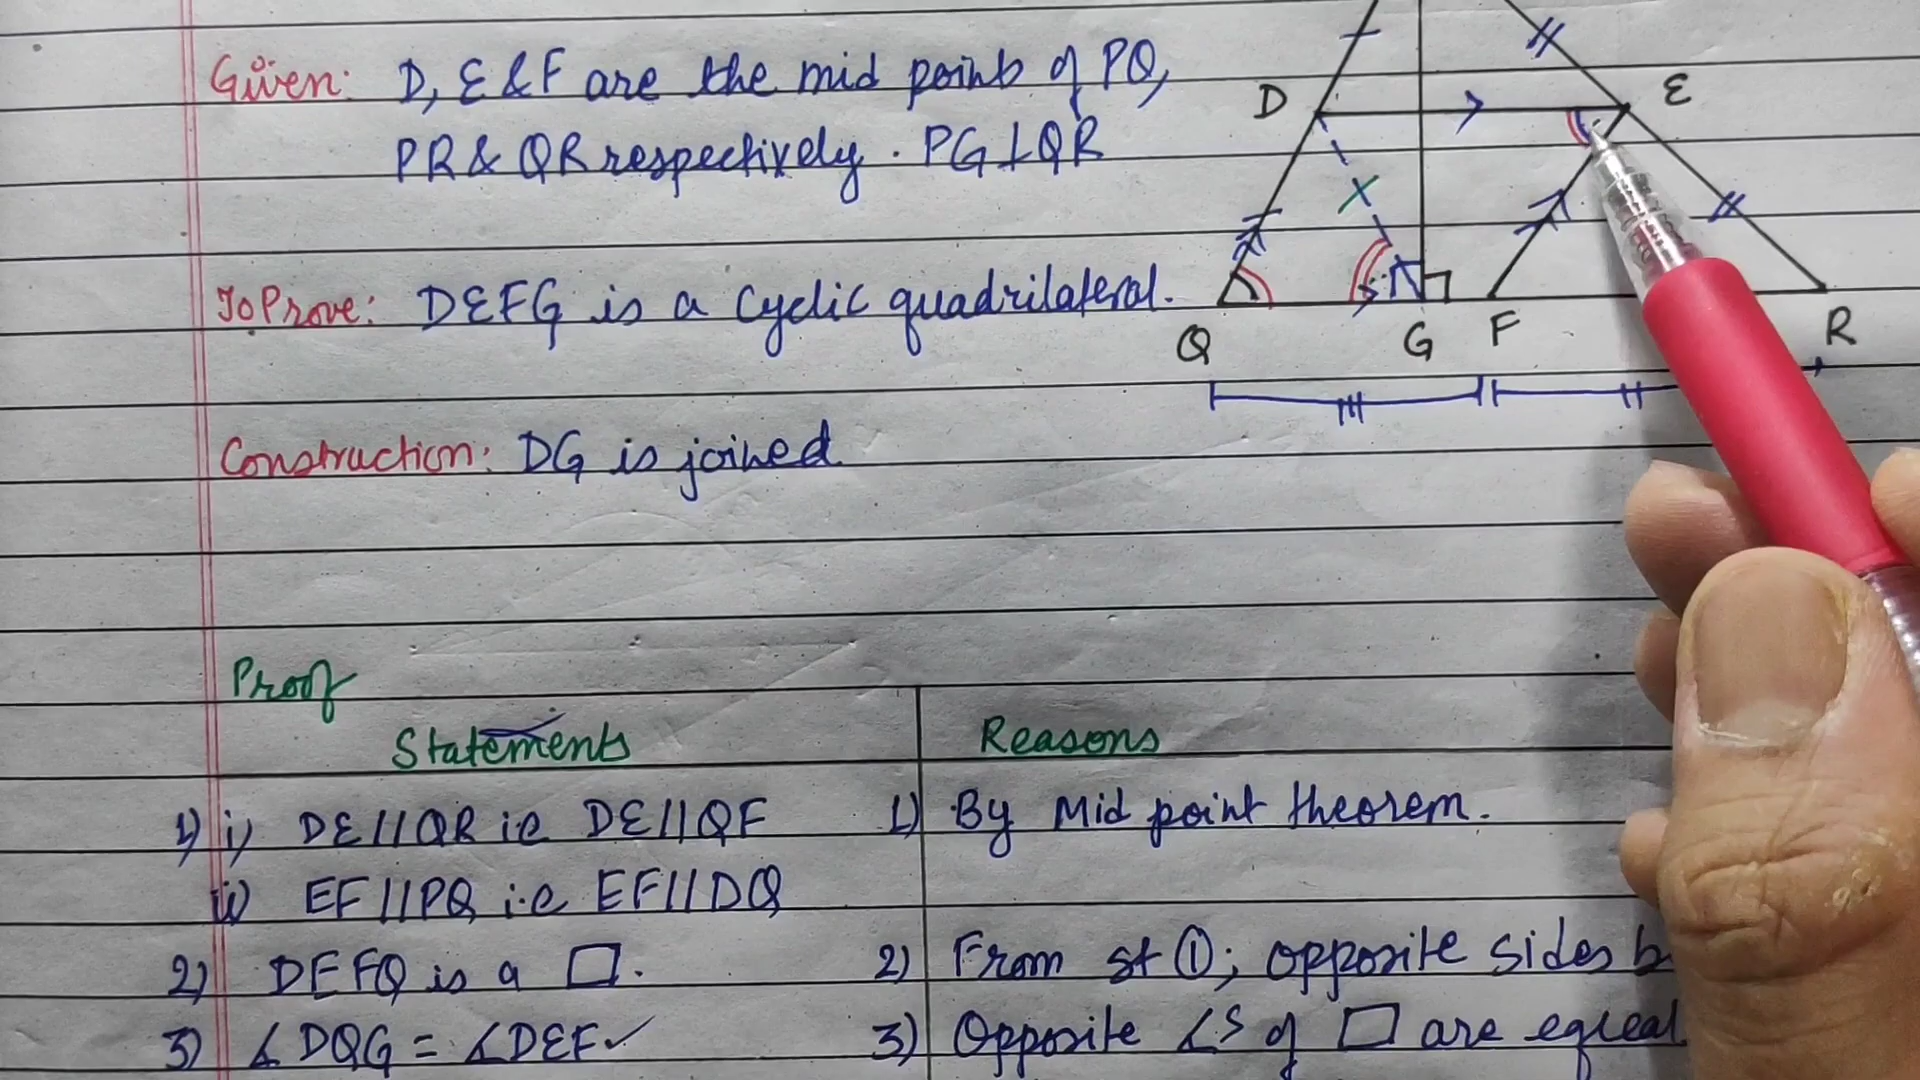 Given: D, E & F are the mid points of PQ,
PR & QR respectively. PG ⊥ QR
To Prove: DEFG is a cyclic quadrilateral.
Construction: DG is joined
D
E
Q
G
F
R
Proof
Statements
Reasons
1) i) DE // QR i.e DE // QF
1) By Mid point theorem.
ii) EF // PQ i.e EF // DQ
2) DEFQ is a ▱.
2) From st ①; opposite sides
3) ∠DQG = ∠DEF ✓
3) Opposite ∠s of ▱ are equal